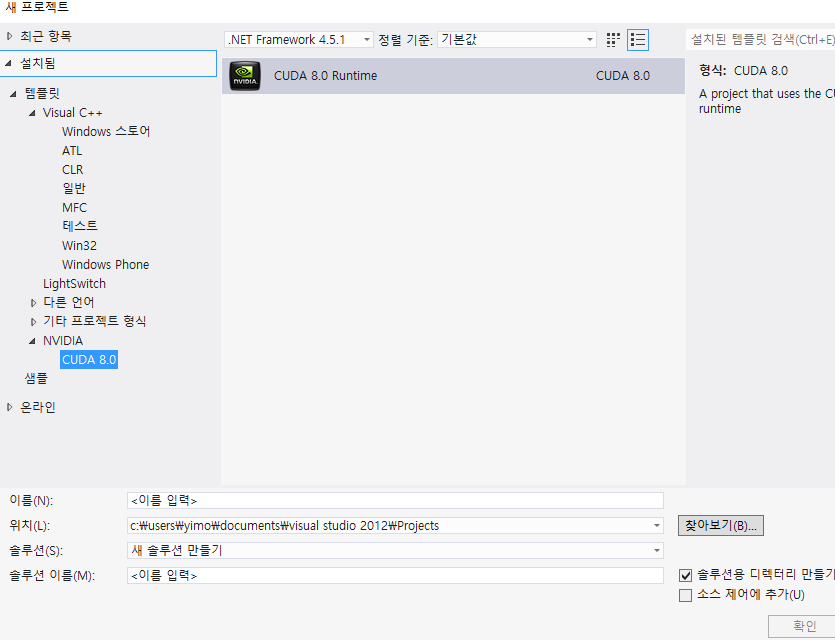 새 프로젝트
최근 항목
설치됨
템플릿
Visual C++
Windows 스토어
ATL
CLR
일반
MFC
테스트
Win32
Windows Phone
LightSwitch
다른 언어
기타 프로젝트 형식
NVIDIA
CUDA 8.0
샘플
온라인
.NET Framework 4.5.1 정렬 기준: 기본값
NVIDIA CUDA 8.0 Runtime CUDA 8.0
설치된 템플릿 검색(Ctrl+E)
형식: CUDA 8.0
A project that uses the CU
runtime
이름(N): <이름 입력>
위치(L): c:₩users₩yimo₩documents₩visual studio 2012₩Projects 찾아보기(B)...
솔루션(S): 새 솔루션 만들기
솔루션 이름(M): <이름 입력> 솔루션용 디렉터리 만들기
소스 제어에 추가(U)
확인